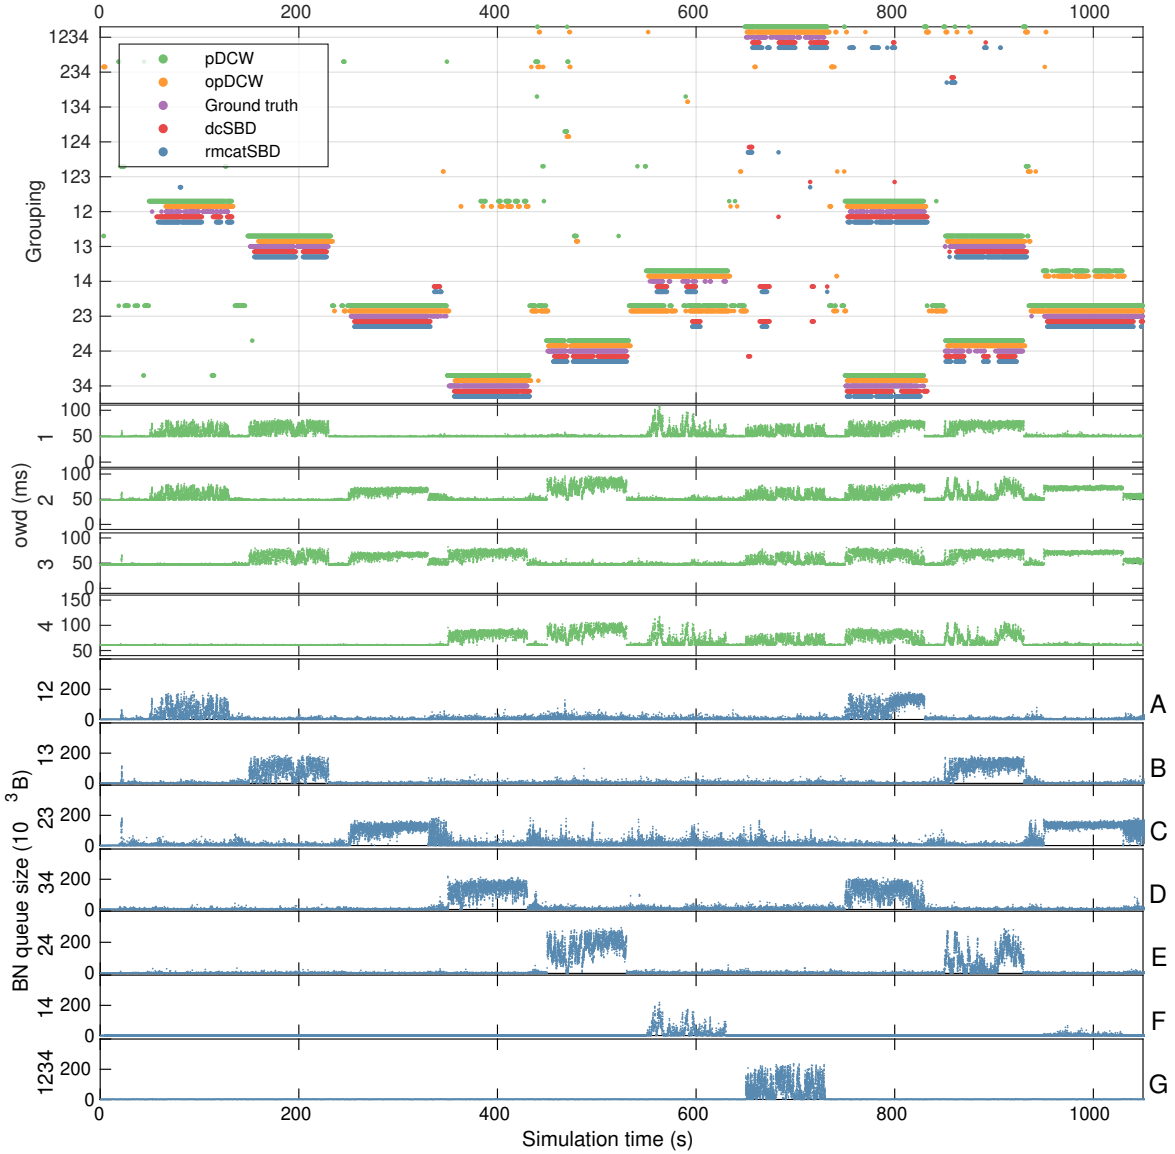 0 200 400 600 800 1000
pDCW
opDCW
Ground truth
dcSBD
rmcatSBD
Grouping
1234
234
134
124
123
12
13
14
23
24
34
owd (ms)
1
100
50
0
2
100
50
0
3
100
50
0
4
150
100
50
BN queue size (10 3 B)
12
200
0
A
13
200
0
B
23
200
0
C
34
200
0
D
24
200
0
E
14
200
0
F
1234
200
0
G
0 200 400 600 800 1000
Simulation time (s)